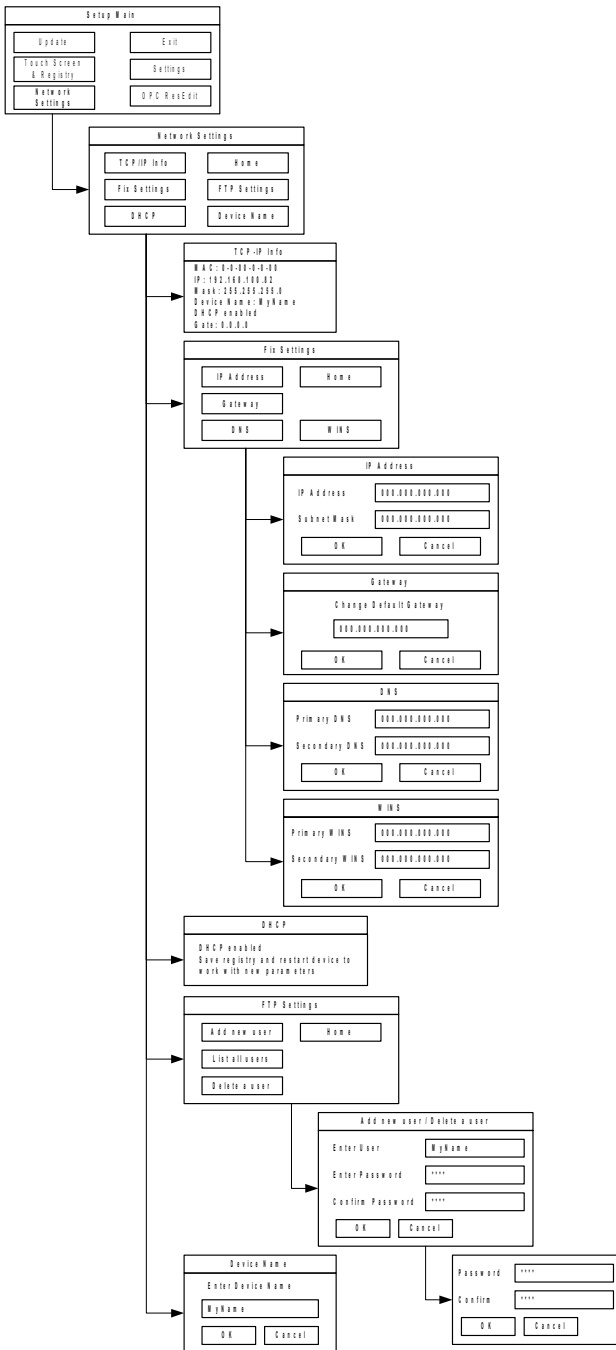 Setup Main
Update
Exit
Touch Screen
& Registry
Settings
Network
Settings
OPC ResEdit
Network Settings
TCP/IP Info
Home
Fix Settings
FTP Settings
DHCP
Device Name
TCP-IP Info
MAC: 0-0-00-0-0-00
IP: 192.168.100.02
Mask: 255.255.255.0
Device Name: MyName
DHCP enabled
Gate: 0.0.0.0
Fix Settings
IP Address
Home
Gateway
DNS
WINS
IP Address
IP Address
000.000.000.000
Subnet Mask
000.000.000.000
OK
Cancel
Gateway
Change Default Gateway
000.000.000.000
OK
Cancel
DNS
Primary DNS
000.000.000.000
Secondary DNS
000.000.000.000
OK
Cancel
WINS
Primary WINS
000.000.000.000
Secondary WINS
000.000.000.000
OK
Cancel
DHCP
DHCP enabled
Save registry and restart device to
work with new parameters
FTP Settings
Add new user
Home
List all users
Delete a user
Add new user / Delete a user
Enter User
MyName
Enter Password
****
Confirm Password
****
OK
Cancel
Device Name
Enter Device Name
MyName
OK
Cancel
Password
****
Confirm
****
OK
Cancel